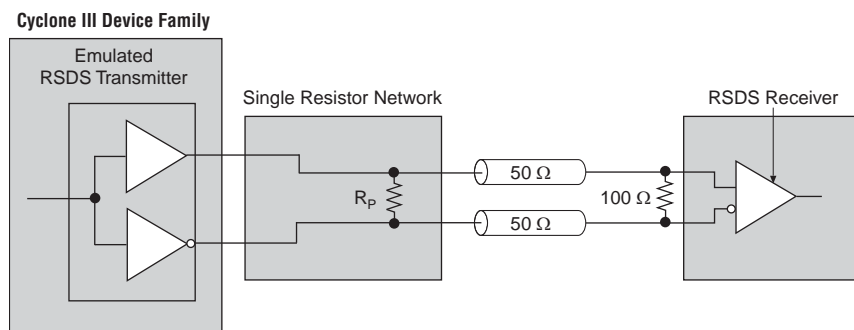 Cyclone III Device Family
Emulated
RSDS Transmitter
Single Resistor Network
RSDS Receiver
50 Ω
R_P
100 Ω
50 Ω